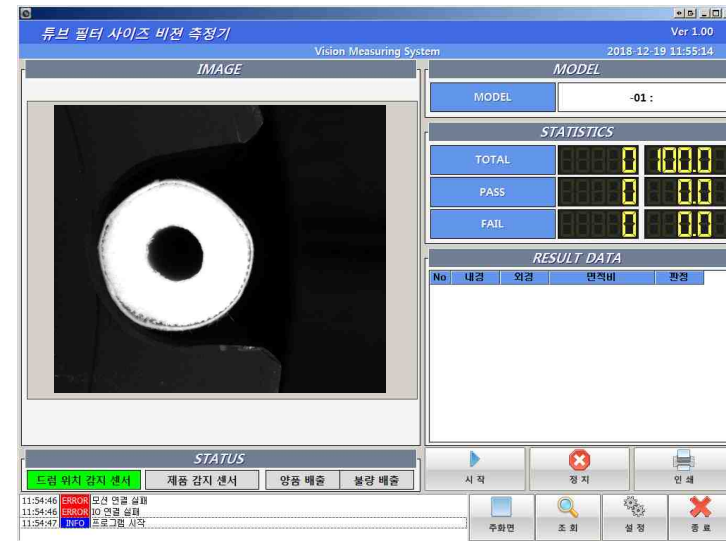 튜브 필터 사이즈 비젼 측정기
Ver 1.00
Vision Measuring System
2018-12-19 11:55:14
IMAGE
MODEL
MODEL
-01 :
STATISTICS
TOTAL 0 100.0
PASS 0 0.0
FAIL 0 0.0
RESULT DATA
No 내경 외경 면적비 판정
STATUS
드럼 위치 감지 센서 제품 감지 센서 양품 배출 불량 배출
시 작 정 지 인 쇄
11:54:46 ERROR 모션 연결 실패
11:54:46 ERROR IO 연결 실패
11:54:47 INFO 프로그램 시작
주화면 조 회 설 정 종 료